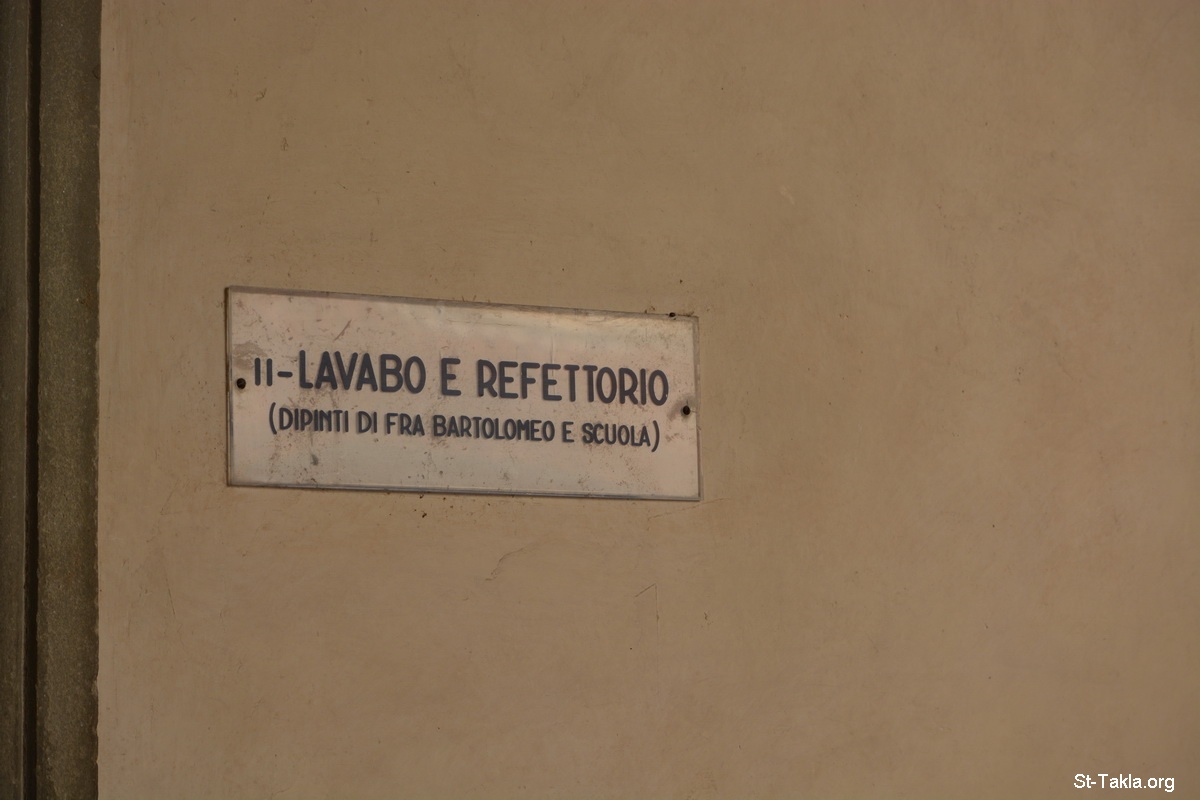 11-LAVABO E REFETTORIO
(DIPINTI DI FRA BARTOLOMEO E SCUOLA)
St-Takla.org